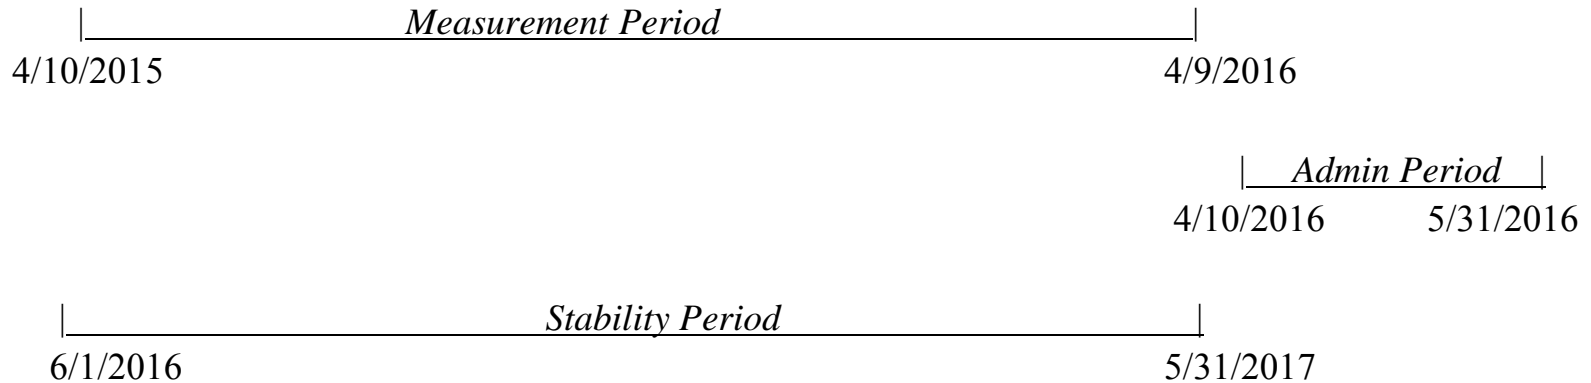 Measurement Period
4/10/2015 4/9/2016
Admin Period
4/10/2016 5/31/2016
Stability Period
6/1/2016 5/31/2017